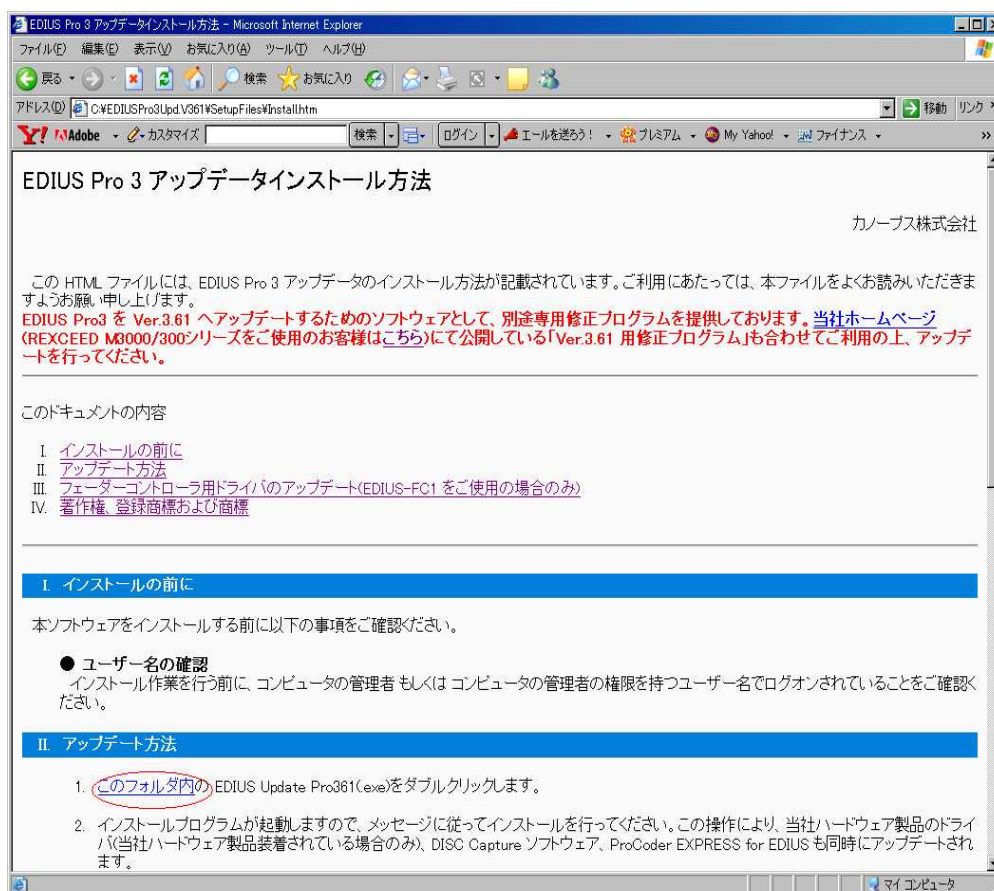 EDIUS Pro 3 アップデータインストール方法 - Microsoft Internet Explorer
ファイル(F) 編集(E) 表示(V) お気に入り(A) ツール(T) ヘルプ(H)
戻る 検索 お気に入り
アドレス(D) C:¥EDIUSPro3Upd.V361¥SetupFiles¥Install.htm 移動 リンク »
Y! Adobe カスタマイズ 検索 ログイン エールを送ろう! プレミアム My Yahoo! ファイナンス »
EDIUS Pro 3 アップデータインストール方法
カノープス株式会社
この HTML ファイルには、EDIUS Pro 3 アップデータのインストール方法が記載されています。ご利用にあたっては、本ファイルをよくお読みいただきま
すようお願い申し上げます。
EDIUS Pro3 を Ver.3.61 へアップデートするためのソフトウェアとして、別途専用修正プログラムを提供しております。当社ホームページ
(REXCEED M3000/300シリーズをご使用のお客様はこちら)にて公開している「Ver.3.61 用修正プログラム」も合わせてご利用の上、アップデ
ートを行ってください。
このドキュメントの内容
I. インストールの前に
II. アップデート方法
III. フェーダーコントローラ用ドライバのアップデート(EDIUS-FC1 をご使用の場合のみ)
IV. 著作権、登録商標および商標
I. インストールの前に
本ソフトウェアをインストールする前に以下の事項をご確認ください。
● ユーザー名の確認
インストール作業を行う前に、コンピュータの管理者 もしくは コンピュータの管理者の権限を持つユーザー名でログオンされていることをご確認く
ださい。
II. アップデート方法
1. このフォルダ内の EDIUS Update Pro361(.exe)をダブルクリックします。
2. インストールプログラムが起動しますので、メッセージに従ってインストールを行ってください。この操作により、当社ハードウェア製品のドライ
バ(当社ハードウェア製品装着されている場合のみ)、DISC Capture ソフトウェア、ProCoder EXPRESS for EDIUS も同時にアップデートされ
ます。
マイ コンピュータ